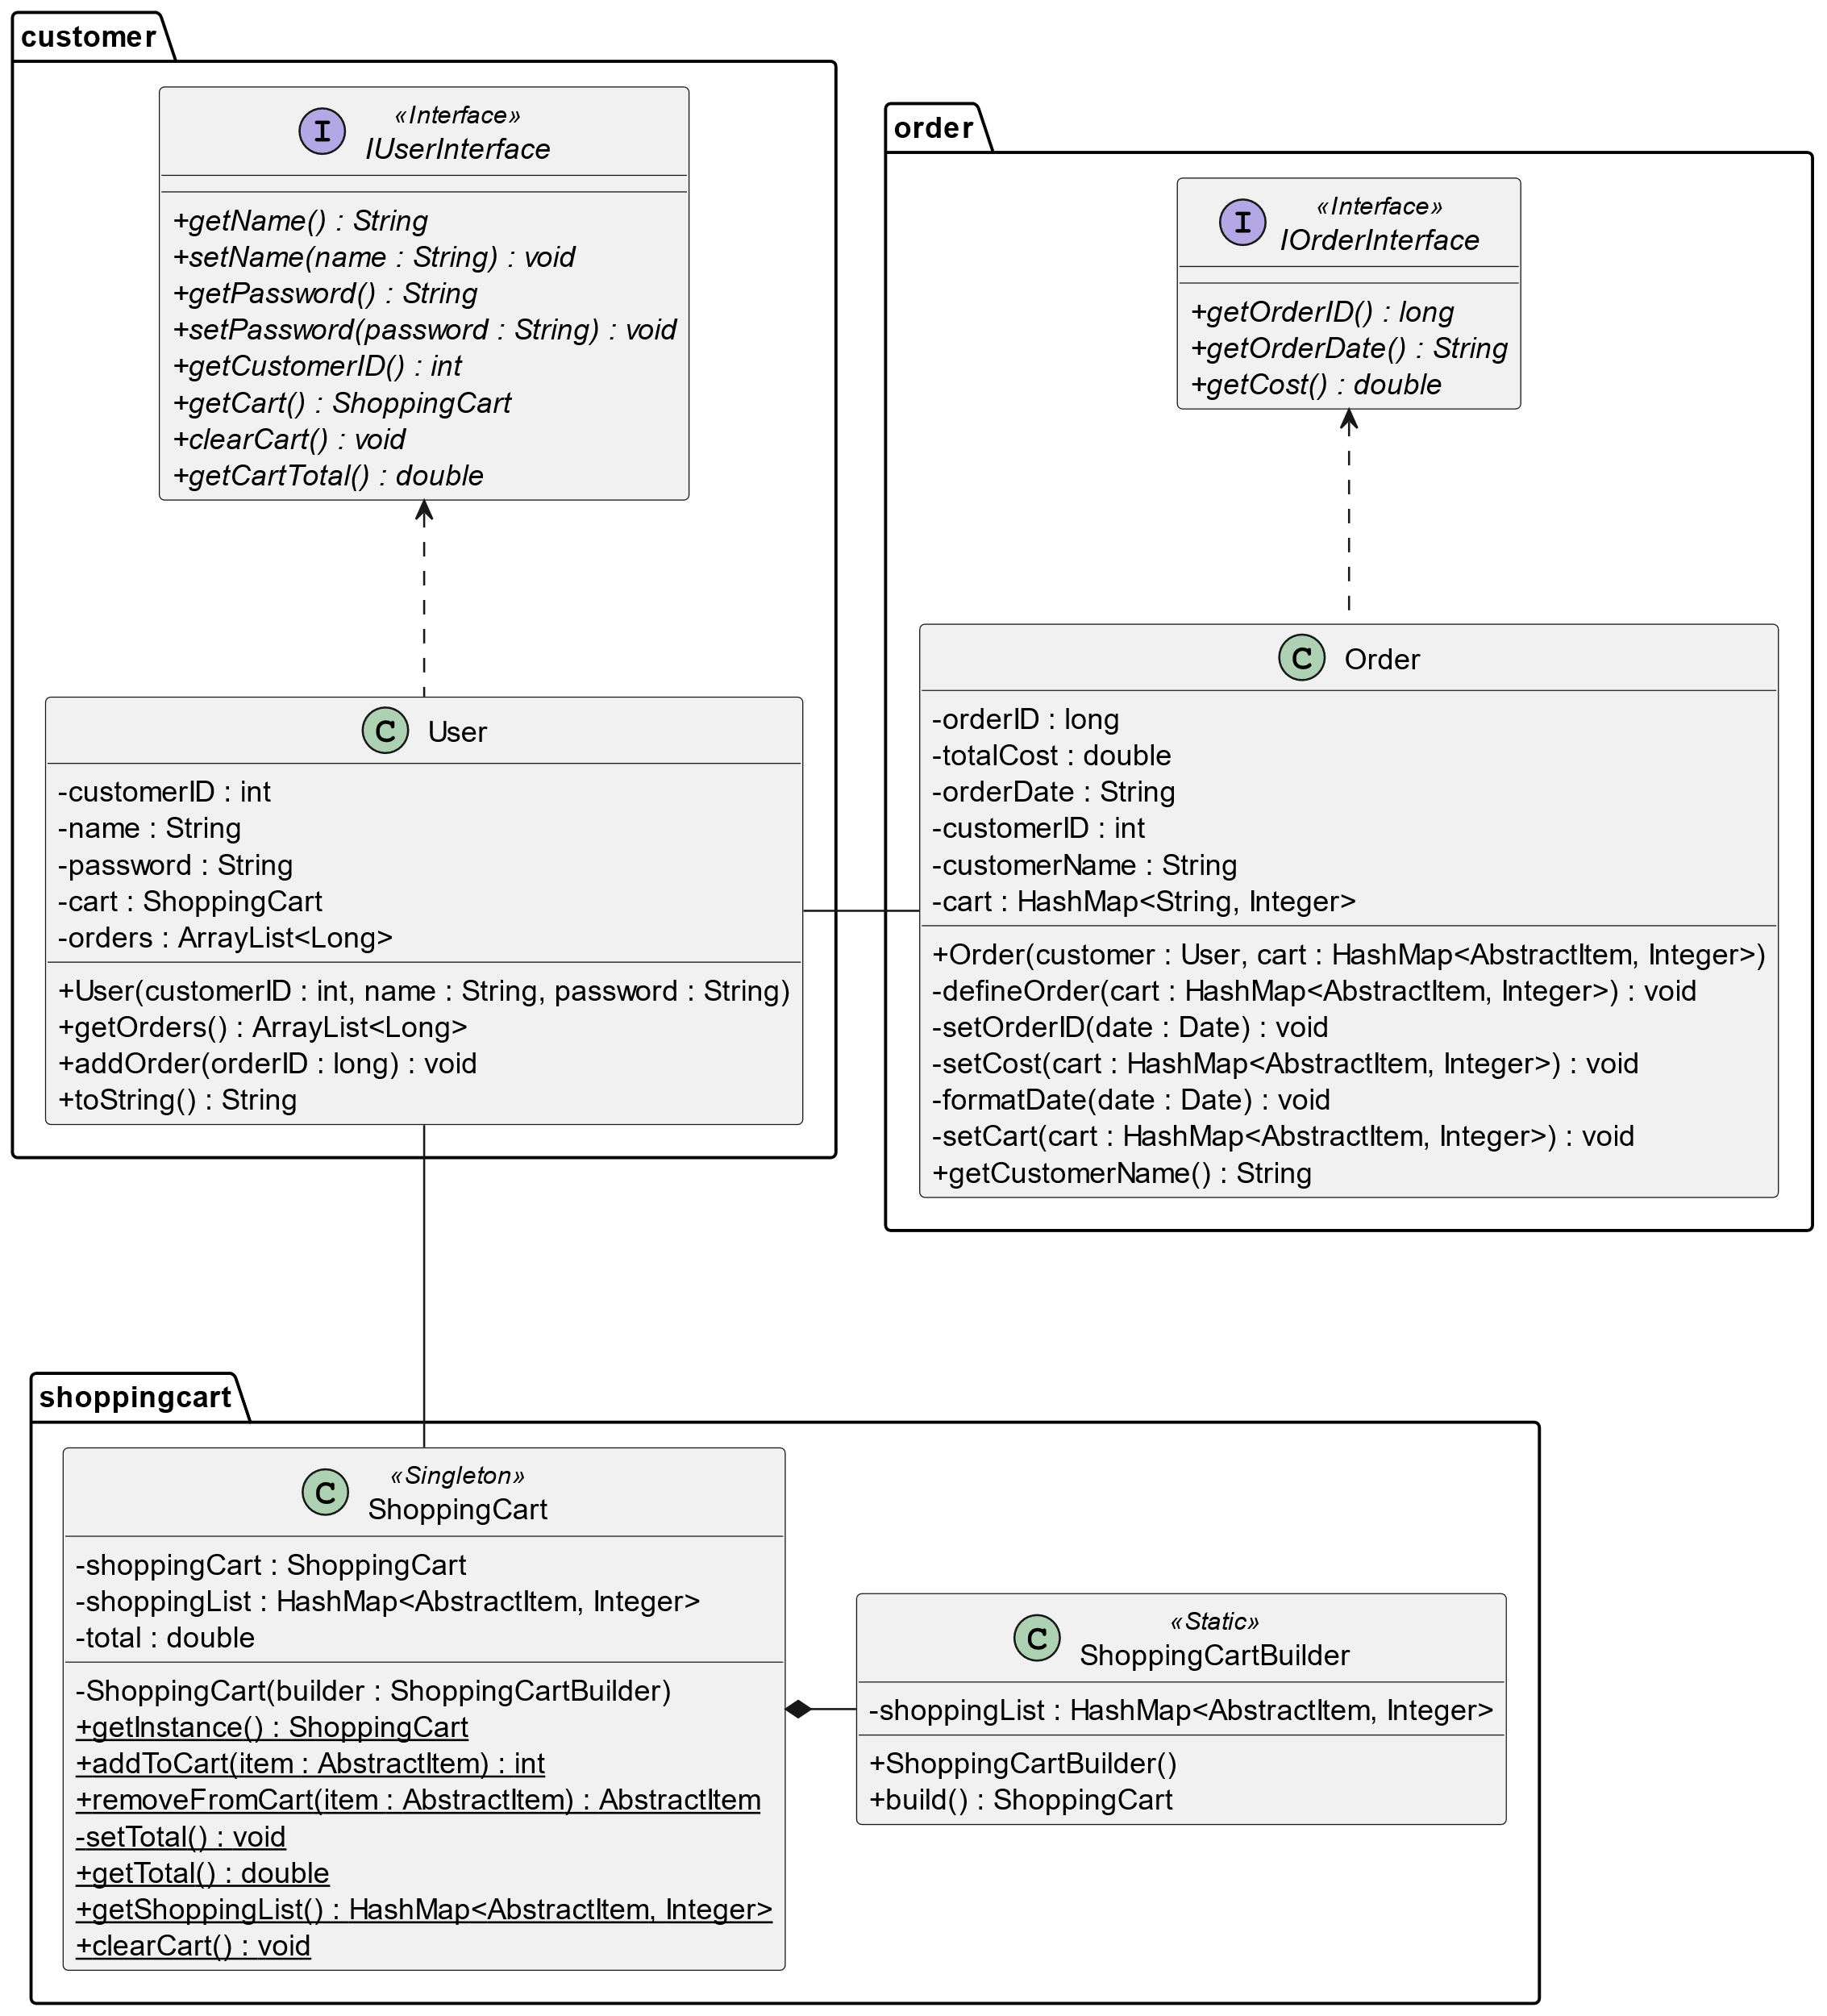 customer
«Interface»
I
IUserInterface
+getName() : String
+setName(name : String) : void
+getPassword() : String
+setPassword(password : String) : void
+getCustomerID() : int
+getCart() : ShoppingCart
+clearCart() : void
+getCartTotal() : double
C
User
-customerID : int
-name : String
-password : String
-cart : ShoppingCart
-orders : ArrayList<Long>
+User(customerID : int, name : String, password : String)
+getOrders() : ArrayList<Long>
+addOrder(orderID : long) : void
+toString() : String
order
«Interface»
I
IOrderInterface
+getOrderID() : long
+getOrderDate() : String
+getCost() : double
C
Order
-orderID : long
-totalCost : double
-orderDate : String
-customerID : int
-customerName : String
-cart : HashMap<String, Integer>
+Order(customer : User, cart : HashMap<AbstractItem, Integer>)
-defineOrder(cart : HashMap<AbstractItem, Integer>) : void
-setOrderID(date : Date) : void
-setCost(cart : HashMap<AbstractItem, Integer>) : void
-formatDate(date : Date) : void
-setCart(cart : HashMap<AbstractItem, Integer>) : void
+getCustomerName() : String
shoppingcart
«Singleton»
C
ShoppingCart
-shoppingCart : ShoppingCart
-shoppingList : HashMap<AbstractItem, Integer>
-total : double
-ShoppingCart(builder : ShoppingCartBuilder)
+getInstance() : ShoppingCart
+addToCart(item : AbstractItem) : int
+removeFromCart(item : AbstractItem) : AbstractItem
-setTotal() : void
+getTotal() : double
+getShoppingList() : HashMap<AbstractItem, Integer>
+clearCart() : void
«Static»
C
ShoppingCartBuilder
-shoppingList : HashMap<AbstractItem, Integer>
+ShoppingCartBuilder()
+build() : ShoppingCart